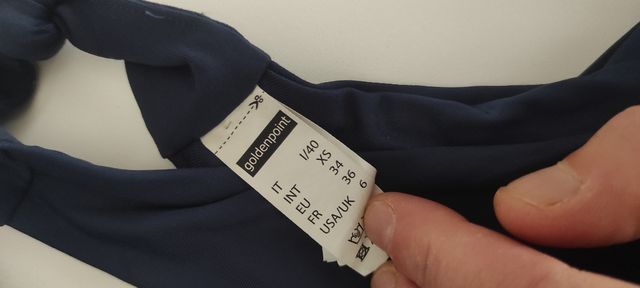 goldenpoint
IT I/40
INT XS
EU 34
FR 36
USA/UK 6